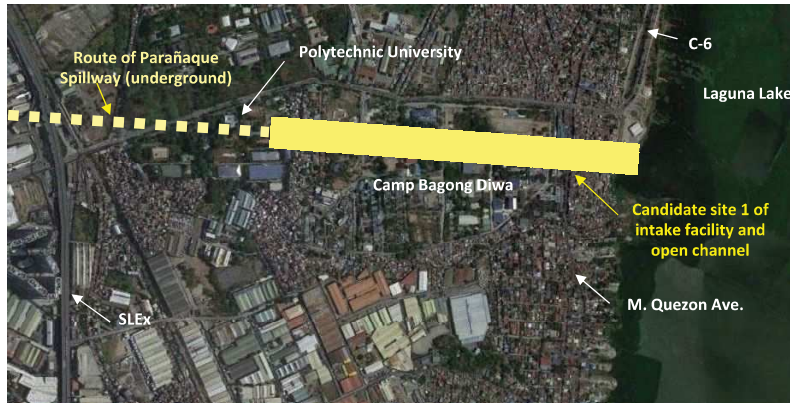 Route of Parañaque
Spillway (underground)
Polytechnic University
C-6
Laguna Lake
Camp Bagong Diwa
Candidate site 1 of
intake facility and
open channel
M. Quezon Ave.
SLEx